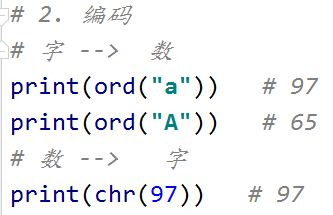 # 2. 编码
# 字 --> 数
print(ord("a")) # 97
print(ord("A")) # 65
# 数 --> 字
print(chr(97)) # 97